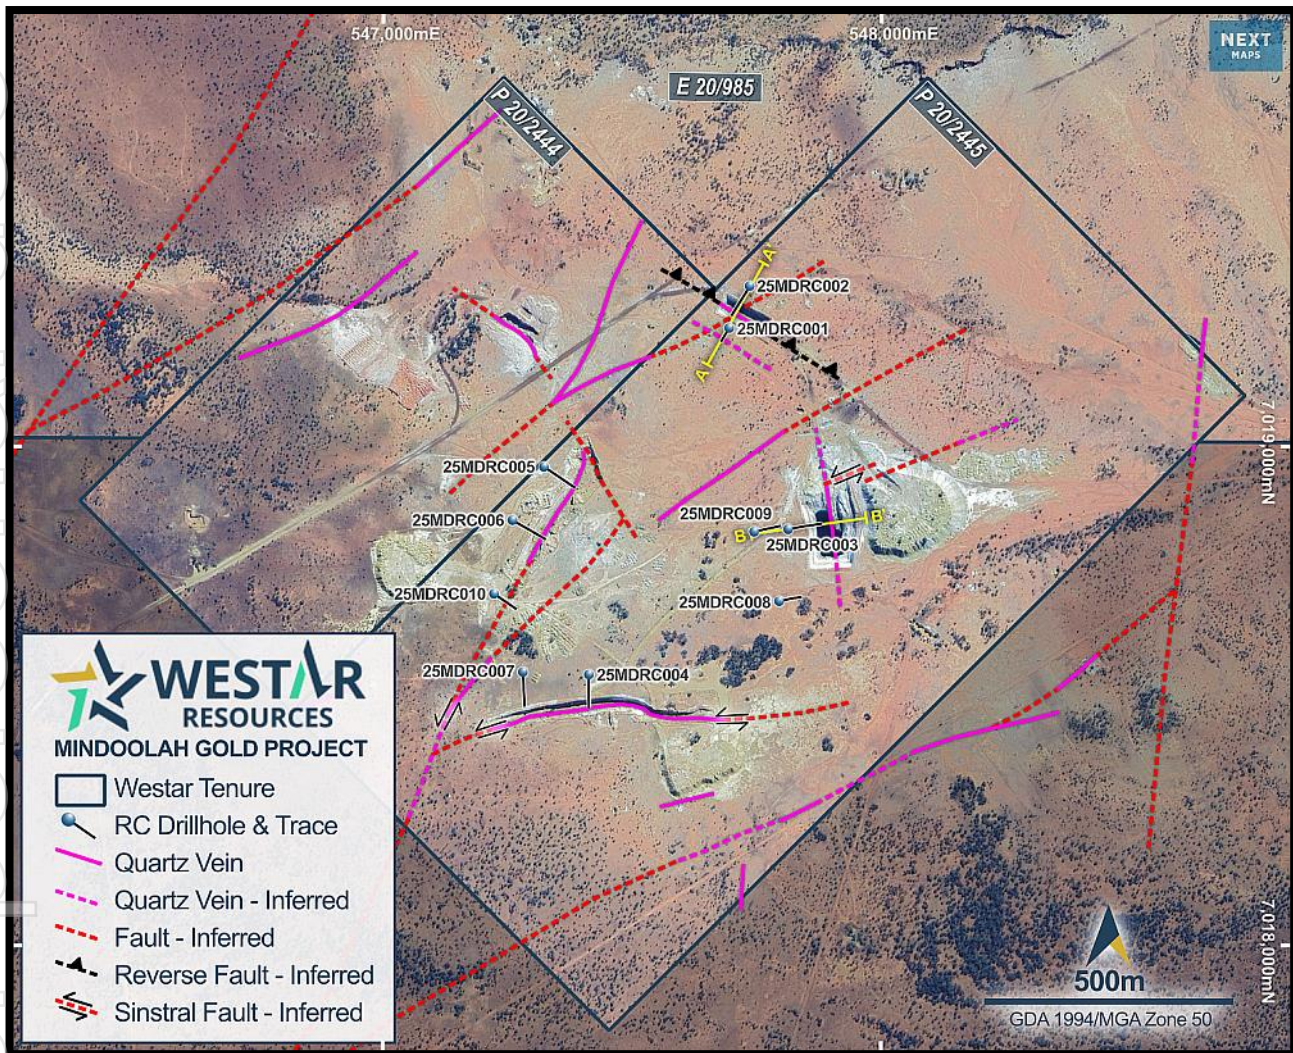 547,000mE
548,000mE
NEXT
MAPS
E 20/985
P 20/2444
P 20/2445
A'
25MDRC002
25MDRC001
A
7,019,000mN
25MDRC005
25MDRC006
25MDRC009
B
B'
25MDRC003
25MDRC010
25MDRC008
25MDRC007
25MDRC004
WESTAR
RESOURCES
MINDOOLAH GOLD PROJECT
Westar Tenure
RC Drillhole & Trace
Quartz Vein
Quartz Vein - Inferred
Fault - Inferred
Reverse Fault - Inferred
Sinstral Fault - Inferred
7,018,000mN
500m
GDA 1994/MGA Zone 50